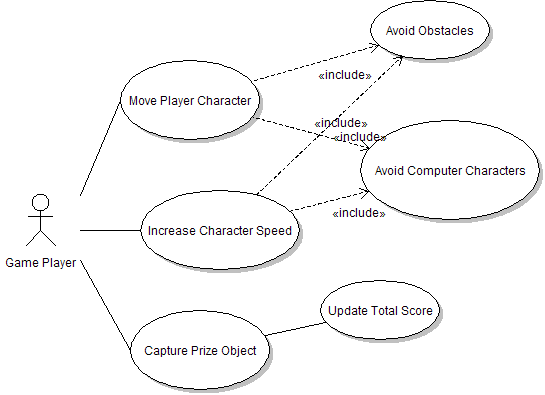 Avoid Obstacles
«include»
Move Player Character
«include»
«include»
Avoid Computer Characters
«include»
Increase Character Speed
Game Player
Update Total Score
Capture Prize Object